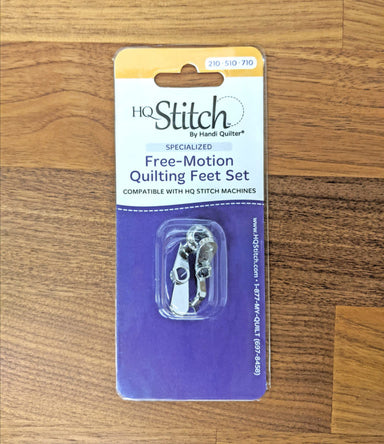 210 · 510 · 710
HQ Stitch™
By Handi Quilter®
SPECIALIZED
Free-Motion
Quilting Feet Set
COMPATIBLE WITH HQ STITCH MACHINES
www.HQStitch.com • 1-877-MY-QUILT (697-8458)